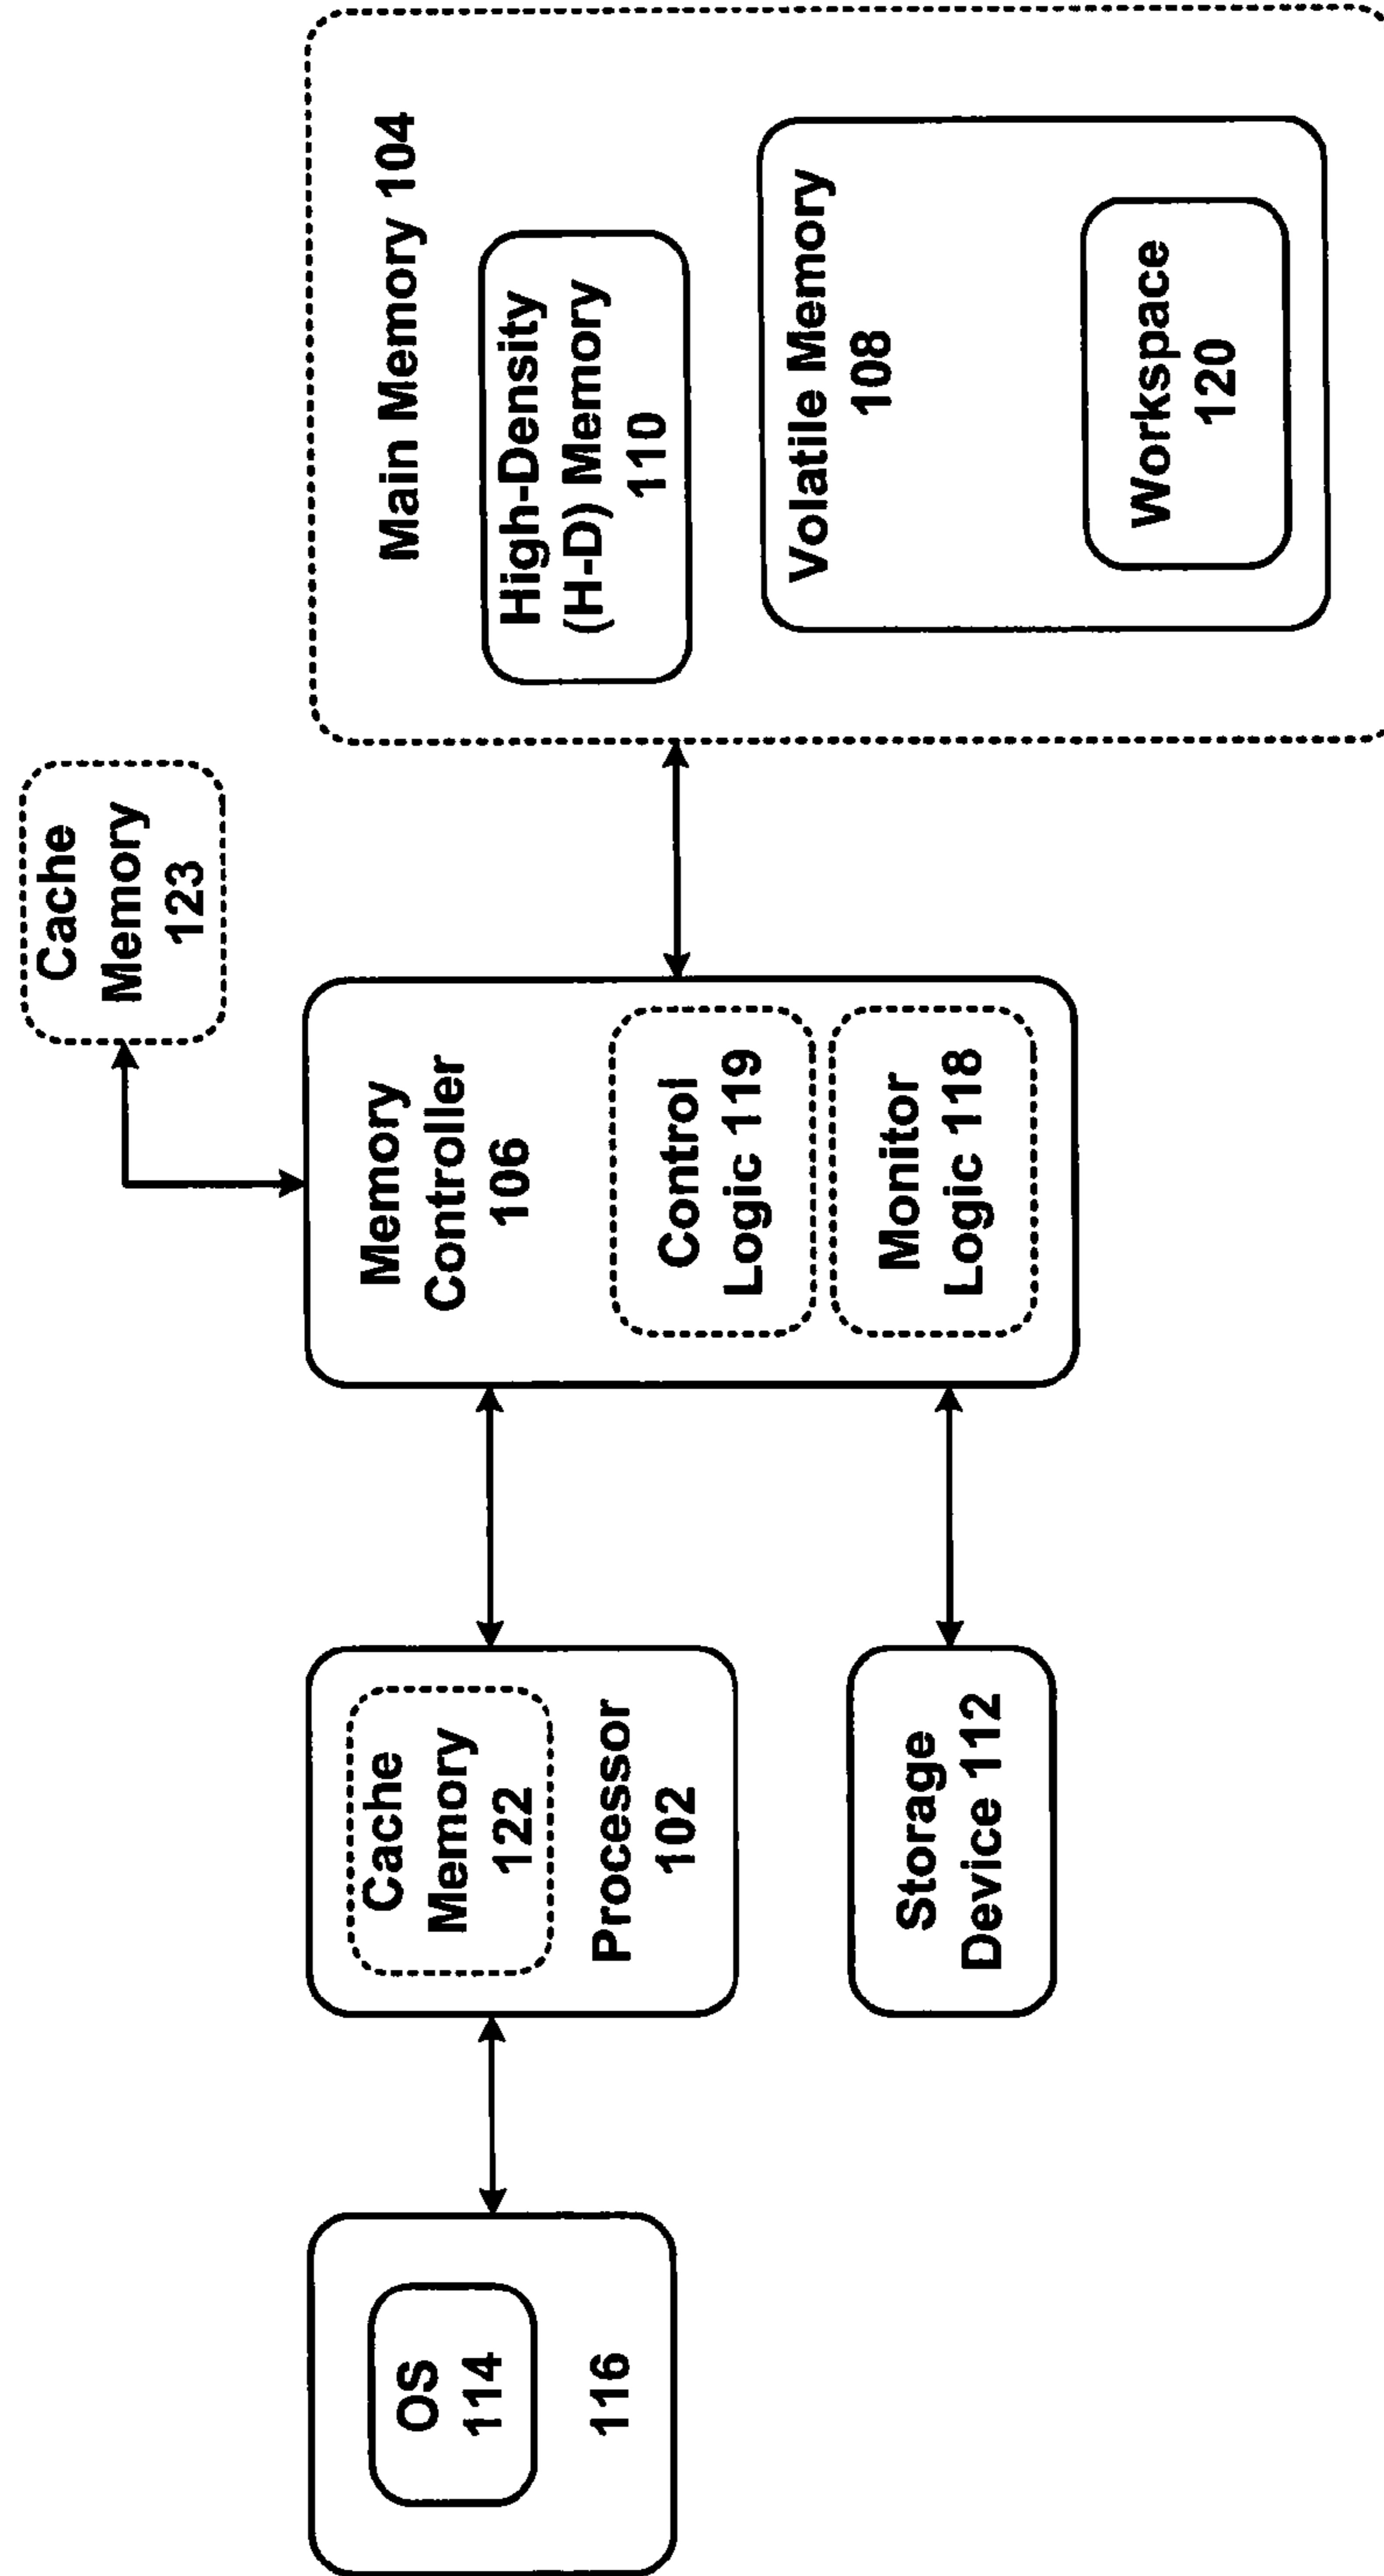 OS
114
116
Cache
Memory
122
Processor
102
Storage
Device 112
Memory
Controller
106
Control
Logic 119
Monitor
Logic 118
Cache
Memory
123
Main Memory 104
High-Density
(H-D) Memory
110
Volatile Memory
108
Workspace
120